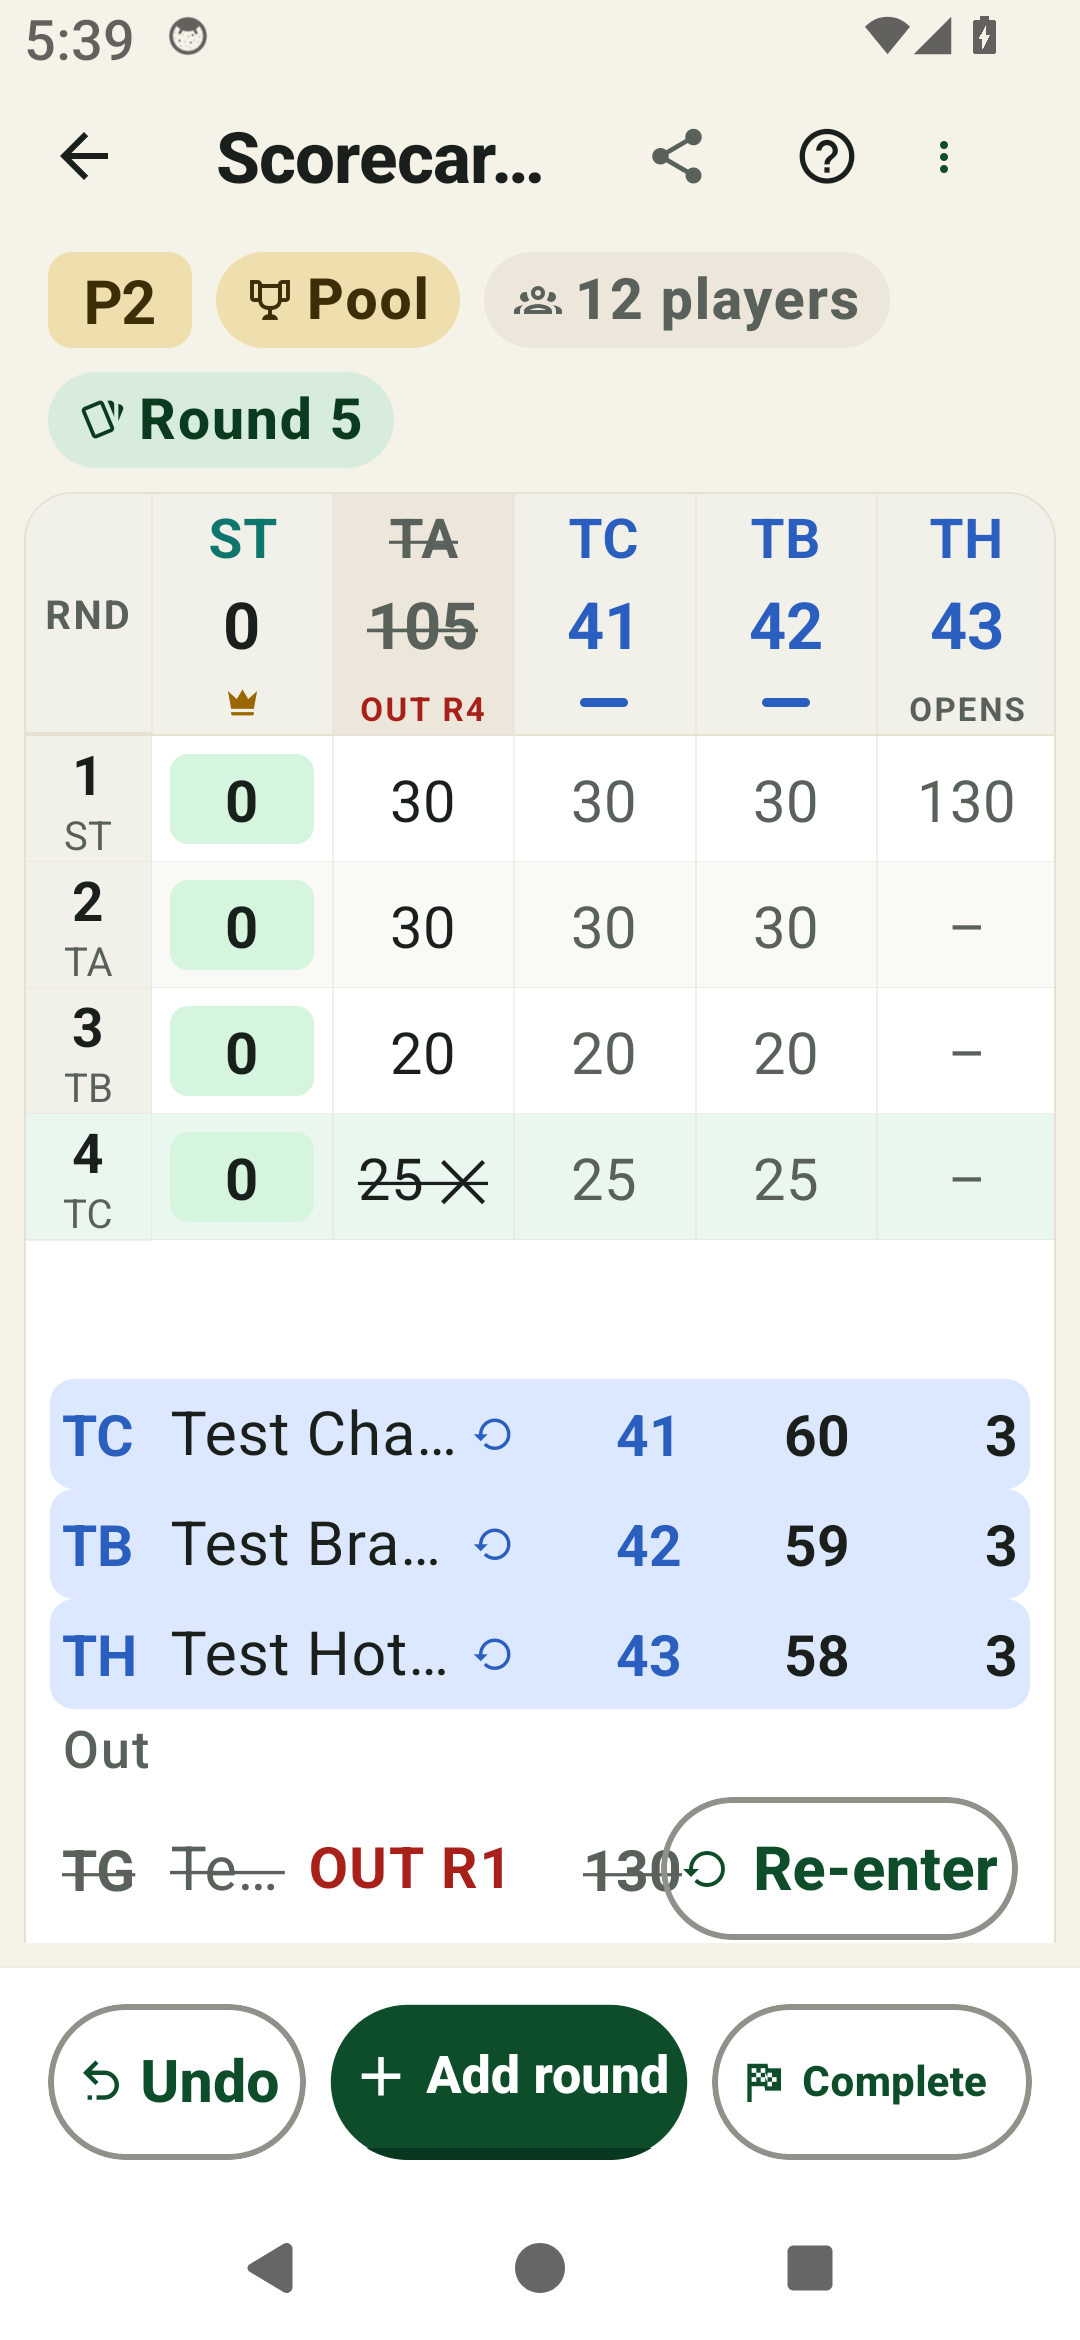 5:39
Scorecar...
P2 Pool 12 players
Round 5
RND ST TA TC TB TH
0 105 41 42 43
OUT R4 OPENS
1 ST 0 30 30 30 130
2 TA 0 30 30 30 –
3 TB 0 20 20 20 –
4 TC 0 25 25 25 –
TC Test Cha... 41 60 3
TB Test Bra... 42 59 3
TH Test Hot... 43 58 3
Out
TG Te... OUT R1 130 Re-enter
Undo + Add round Complete